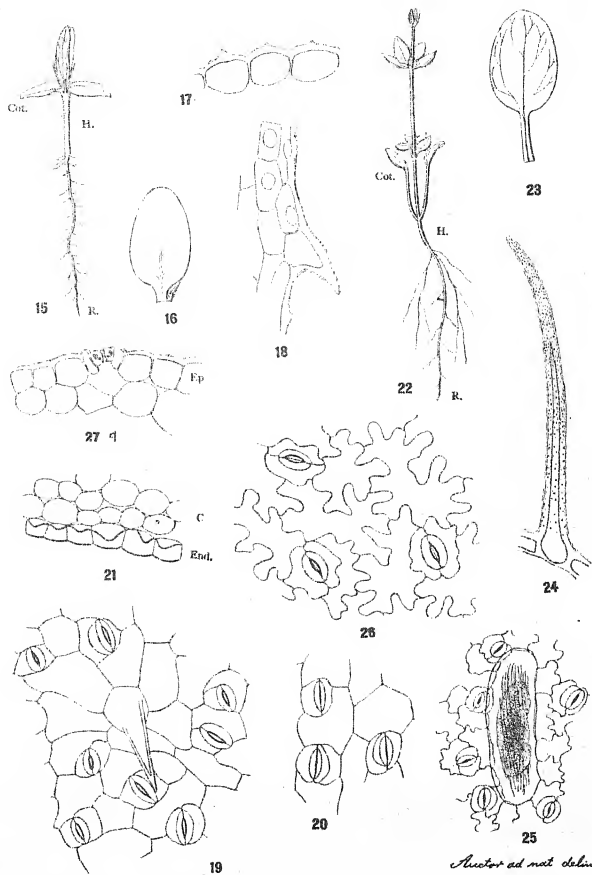 17
Cot.
H.
23
Cot.
15
R.
16
H.
18
22
R.
Ep
27
24
C
End.
21
26
20
19
25
Auctor ad nat delin